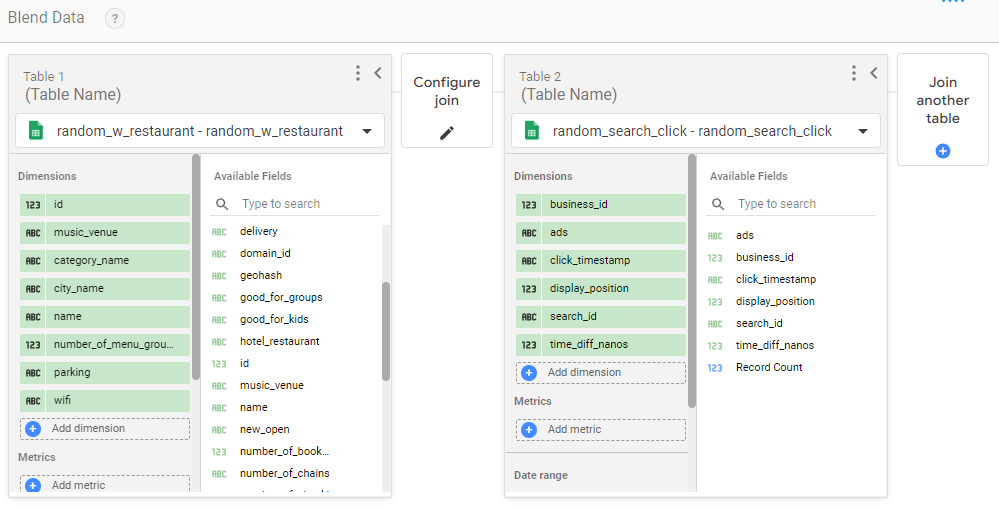 Blend Data
?
Table 1
(Table Name)
random_w_restaurant - random_w_restaurant
Dimensions
123 id
ABC music_venue
ABC category_name
ABC city_name
ABC name
123 number_of_menu_grou...
ABC parking
ABC wifi
Add dimension
Metrics
Add metric
Available Fields
Type to search
ABC delivery
ABC domain_id
ABC geohash
ABC good_for_groups
ABC good_for_kids
ABC hotel_restaurant
123 id
ABC music_venue
ABC name
ABC new_open
123 number_of_book...
ABC number_of_chains
Configure
join
Table 2
(Table Name)
random_search_click - random_search_click
Dimensions
123 business_id
ABC ads
ABC click_timestamp
123 display_position
ABC search_id
123 time_diff_nanos
Add dimension
Metrics
Add metric
Date range
Available Fields
Type to search
ABC ads
123 business_id
ABC click_timestamp
123 display_position
ABC search_id
123 time_diff_nanos
123 Record Count
Join
another
table